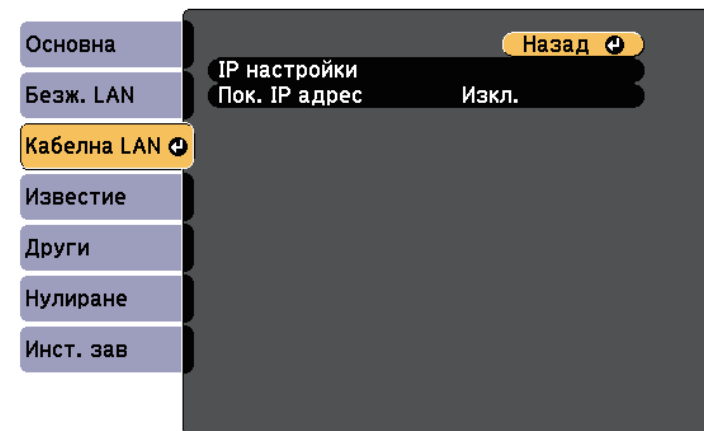 Основна
Безж. LAN
Кабелна LAN
Известие
Други
Нулиране
Инст. зав
Назад
IP настройки
Пок. IP адрес Изкл.